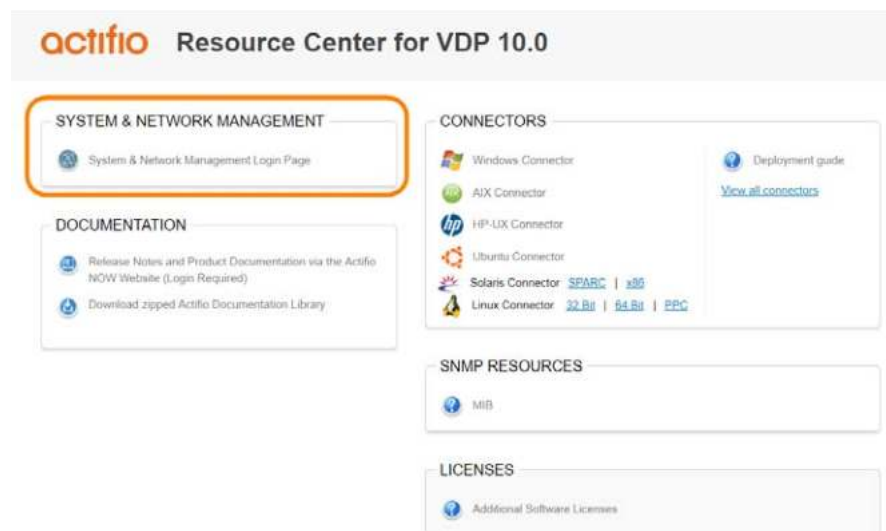 actifio Resource Center for VDP 10.0
SYSTEM & NETWORK MANAGEMENT
System & Network Management Login Page
DOCUMENTATION
Release Notes and Product Documentation via the Actifio
NOW Website (Login Required)
Download zipped Actifio Documentation Library
CONNECTORS
Windows Connector
AIX Connector
hp HP-UX Connector
Ubuntu Connector
Solaris Connector SPARC | x86
Linux Connector 32 Bit | 64 Bit | PPC
Deployment guide
View all connectors
SNMP RESOURCES
MIB
LICENSES
Additional Software Licenses